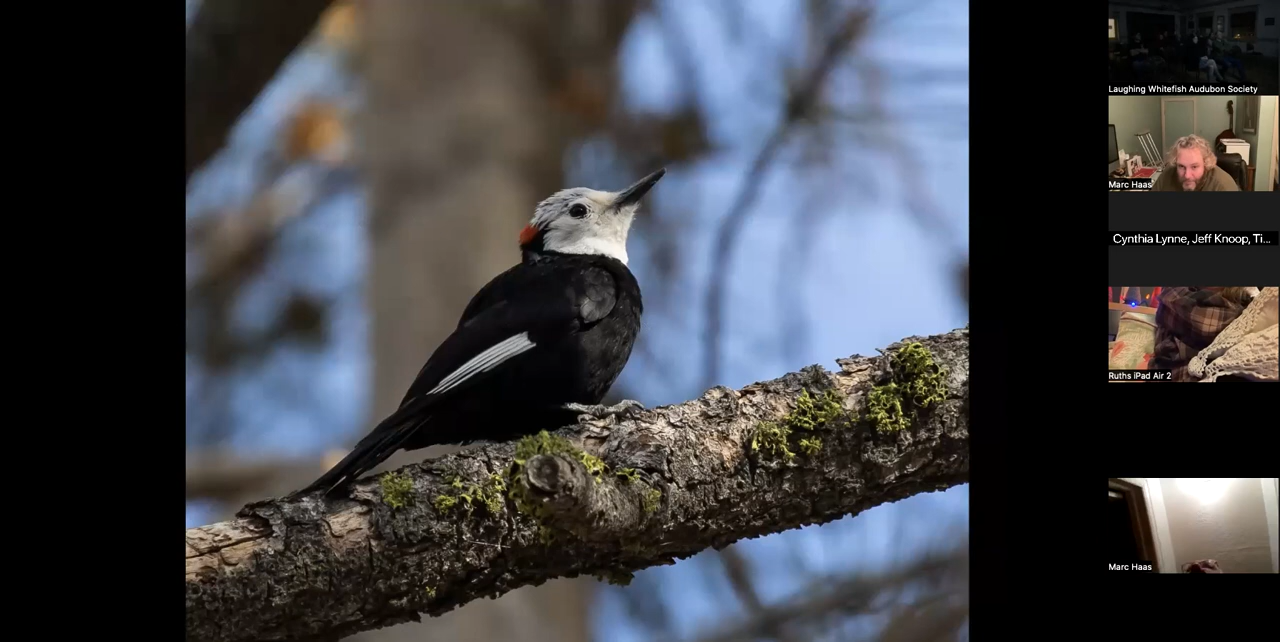 Laughing Whitefish Audubon Society
Marc Haas
Cynthia Lynne, Jeff Knoop, Ti...
Ruths iPad Air 2
Marc Haas